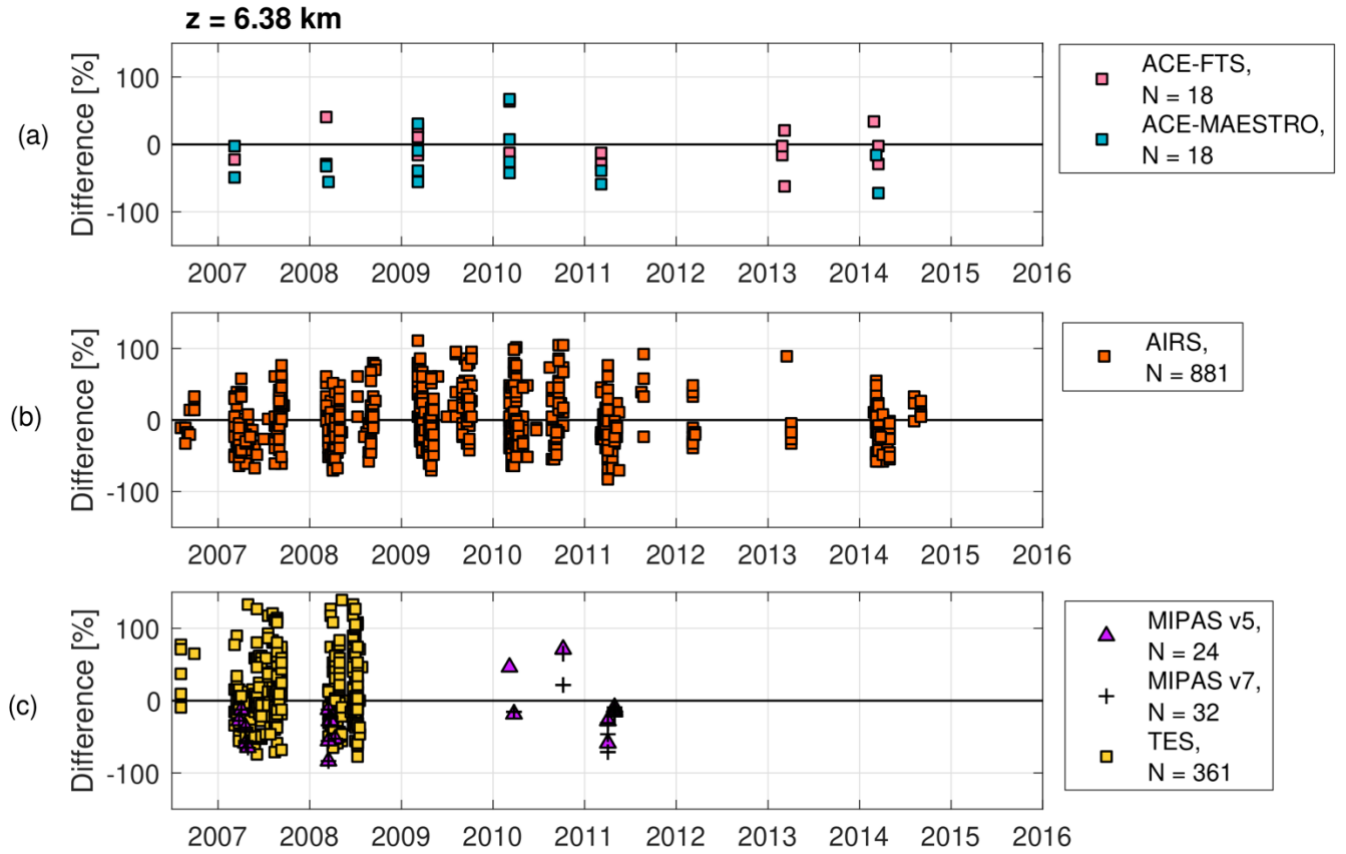 z = 6.38 km
(a)
Difference [%]
100
0
-100
2007 2008 2009 2010 2011 2012 2013 2014 2015 2016
ACE-FTS,
N = 18
ACE-MAESTRO,
N = 18
(b)
Difference [%]
100
0
-100
2007 2008 2009 2010 2011 2012 2013 2014 2015 2016
AIRS,
N = 881
(c)
Difference [%]
100
0
-100
2007 2008 2009 2010 2011 2012 2013 2014 2015 2016
MIPAS v5,
N = 24
MIPAS v7,
N = 32
TES,
N = 361